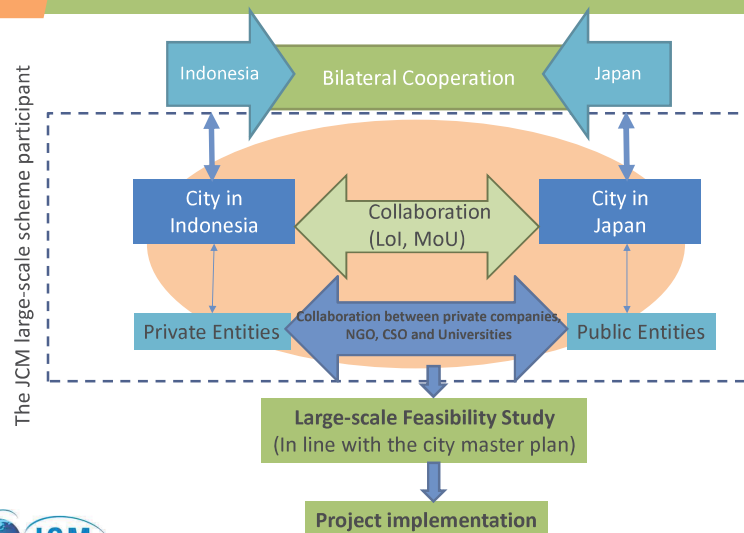 The JCM large-scale scheme participant
Indonesia
Bilateral Cooperation
Japan
City in
Indonesia
Collaboration
(LoI, MoU)
City in
Japan
Private Entities
Collaboration between private companies,
NGO, CSO and Universities
Public Entities
Large-scale Feasibility Study
(In line with the city master plan)
Project implementation
JCM